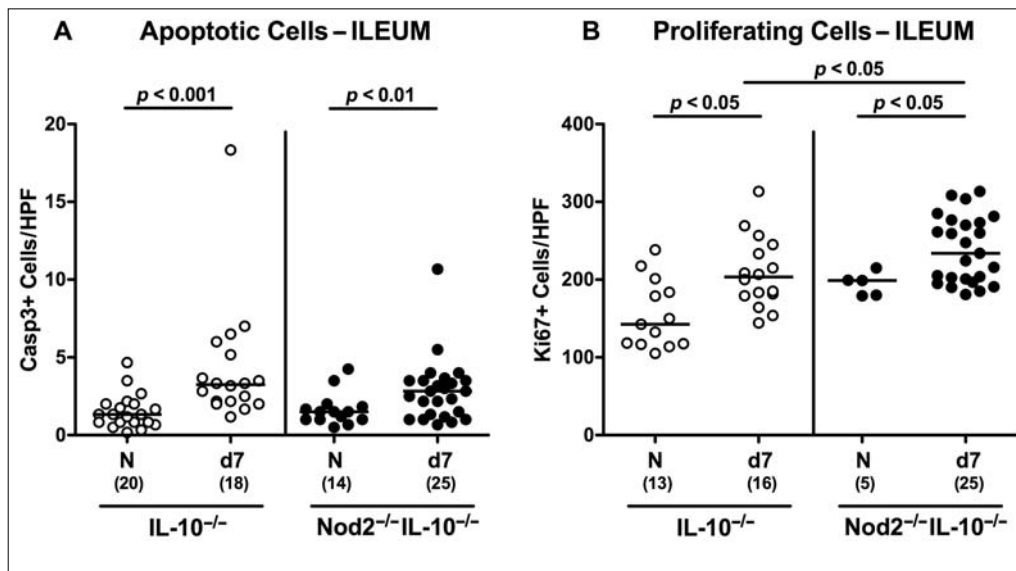 A Apoptotic Cells – ILEUM
p < 0.001 p < 0.01
Casp3+ Cells/HPF
20
15
10
5
0
N d7 N d7
(20) (18) (14) (25)
IL-10−/− Nod2−/−IL-10−/−
B Proliferating Cells – ILEUM
p < 0.05
p < 0.05 p < 0.05
Ki67+ Cells/HPF
400
300
200
100
0
N d7 N d7
(13) (16) (5) (25)
IL-10−/− Nod2−/−IL-10−/−